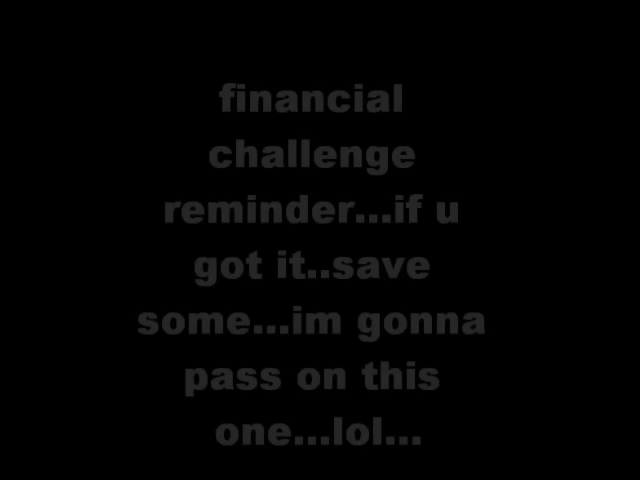 financial
challenge
reminder...if u
got it..save
some...im gonna
pass on this
one...lol...